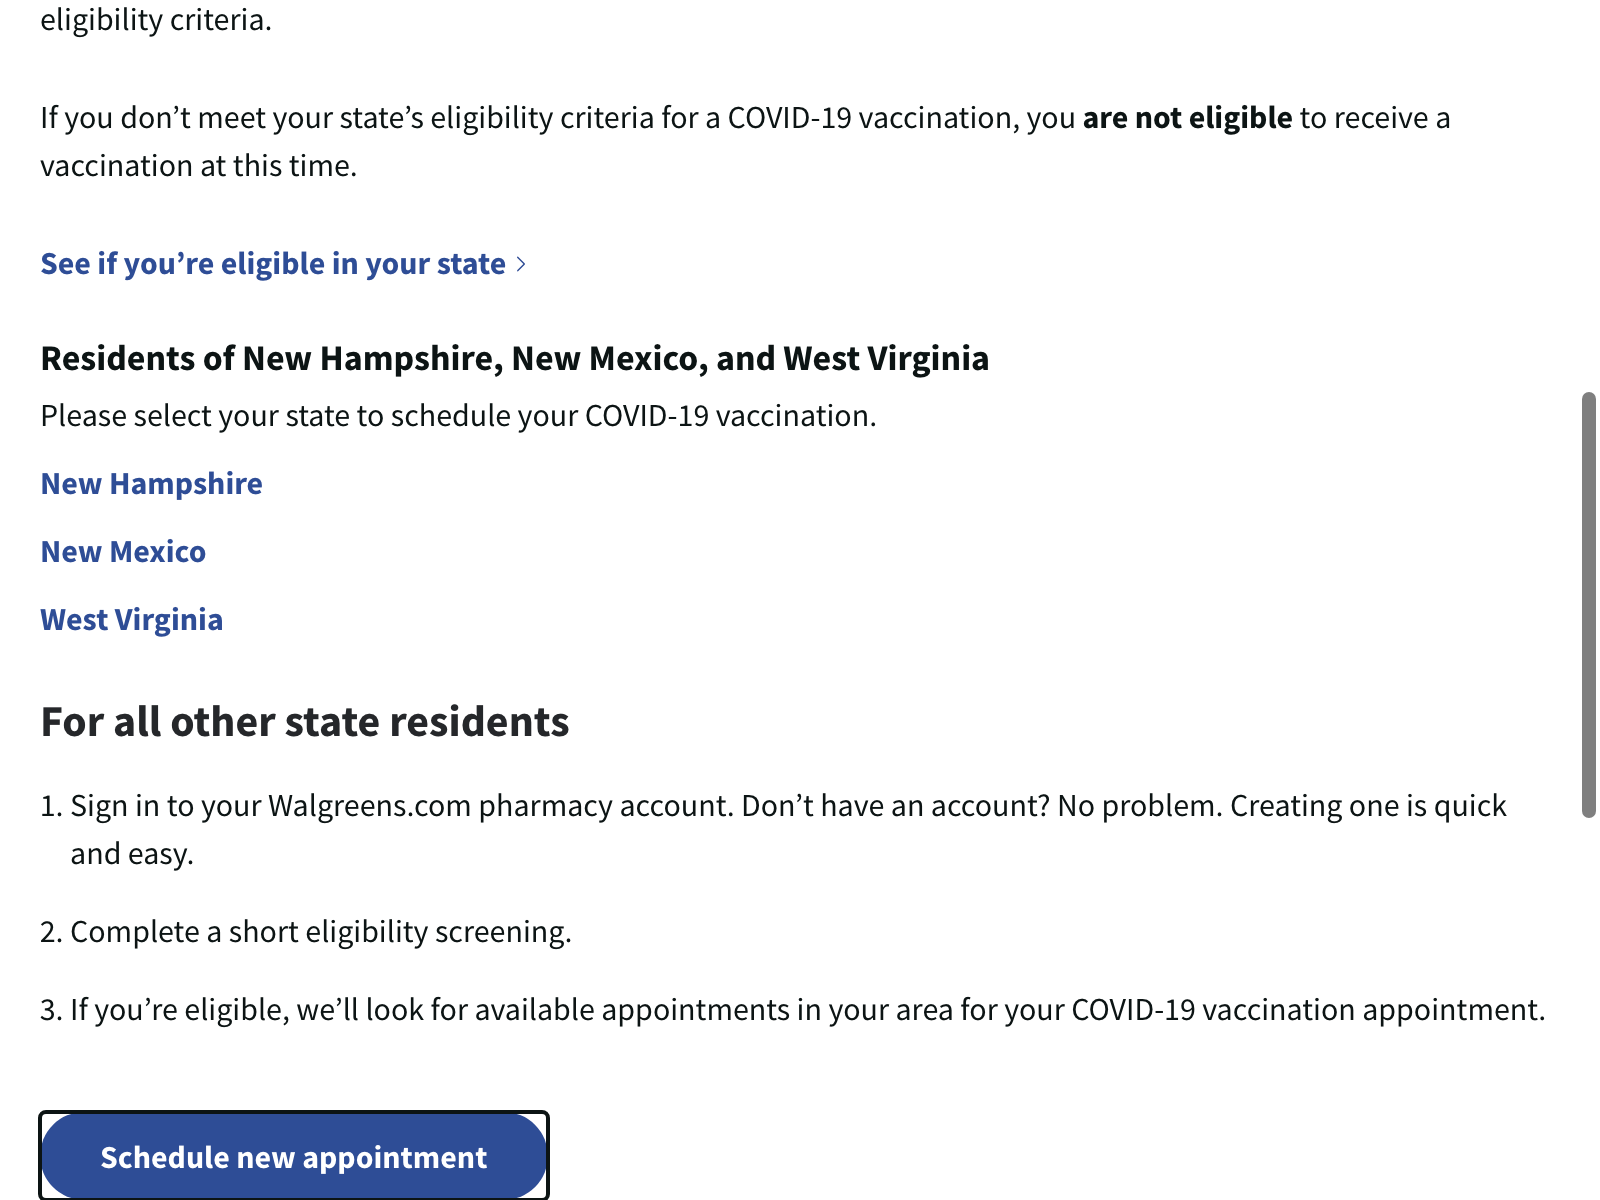 eligibility criteria.
If you don’t meet your state’s eligibility criteria for a COVID-19 vaccination, you are not eligible to receive a
vaccination at this time.
See if you’re eligible in your state >
Residents of New Hampshire, New Mexico, and West Virginia
Please select your state to schedule your COVID-19 vaccination.
New Hampshire
New Mexico
West Virginia
For all other state residents
1. Sign in to your Walgreens.com pharmacy account. Don’t have an account? No problem. Creating one is quick
and easy.
2. Complete a short eligibility screening.
3. If you’re eligible, we’ll look for available appointments in your area for your COVID-19 vaccination appointment.
Schedule new appointment